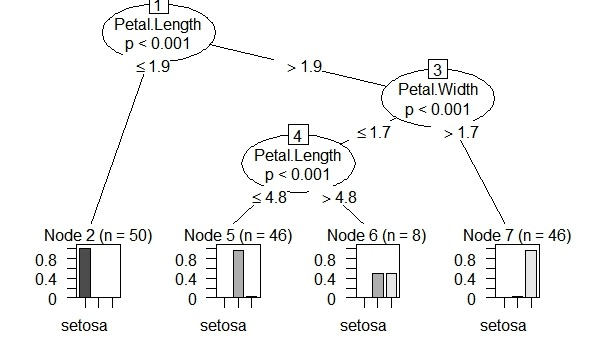 1
Petal.Length
p < 0.001
≤ 1.9
> 1.9
3
Petal.Width
p < 0.001
≤ 1.7
> 1.7
4
Petal.Length
p < 0.001
≤ 4.8
> 4.8
Node 2 (n = 50)
Node 5 (n = 46)
Node 6 (n = 8)
Node 7 (n = 46)
0.8
0.4
0
0.8
0.4
0
0.8
0.4
0
0.8
0.4
0
setosa
setosa
setosa
setosa